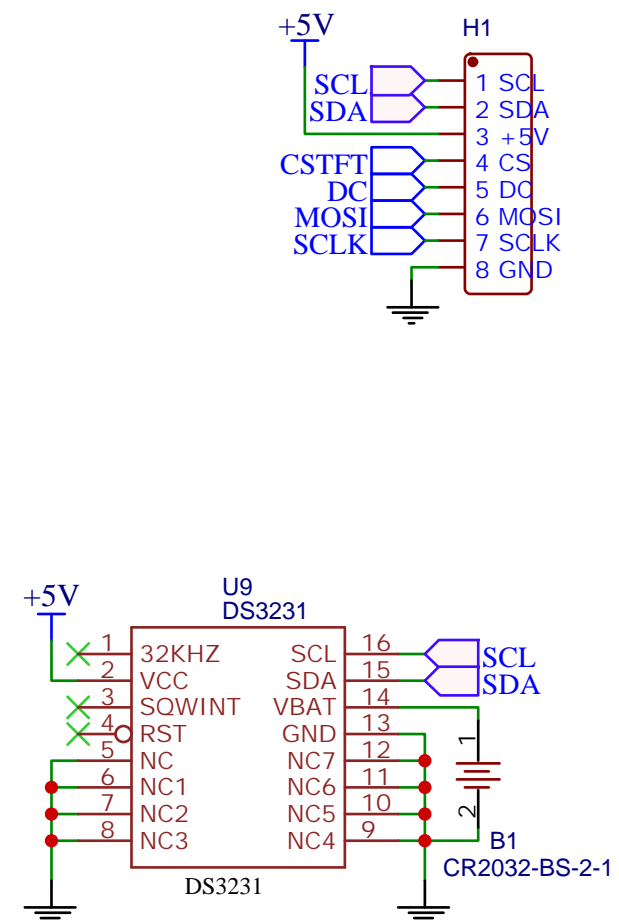 +5V
H1
SCL
1 SCL
SDA
2 SDA
3 +5V
CSTFT
4 CS
DC
5 DC
MOSI
6 MOSI
SCLK
7 SCLK
8 GND
+5V
U9
DS3231
1 32KHZ SCL 16 SCL
2 VCC SDA 15 SDA
3 SQWINT VBAT 14
4 RST GND 13
5 NC NC7 12
6 NC1 NC6 11
7 NC2 NC5 10
8 NC3 NC4 9
1
2
B1
CR2032-BS-2-1
DS3231